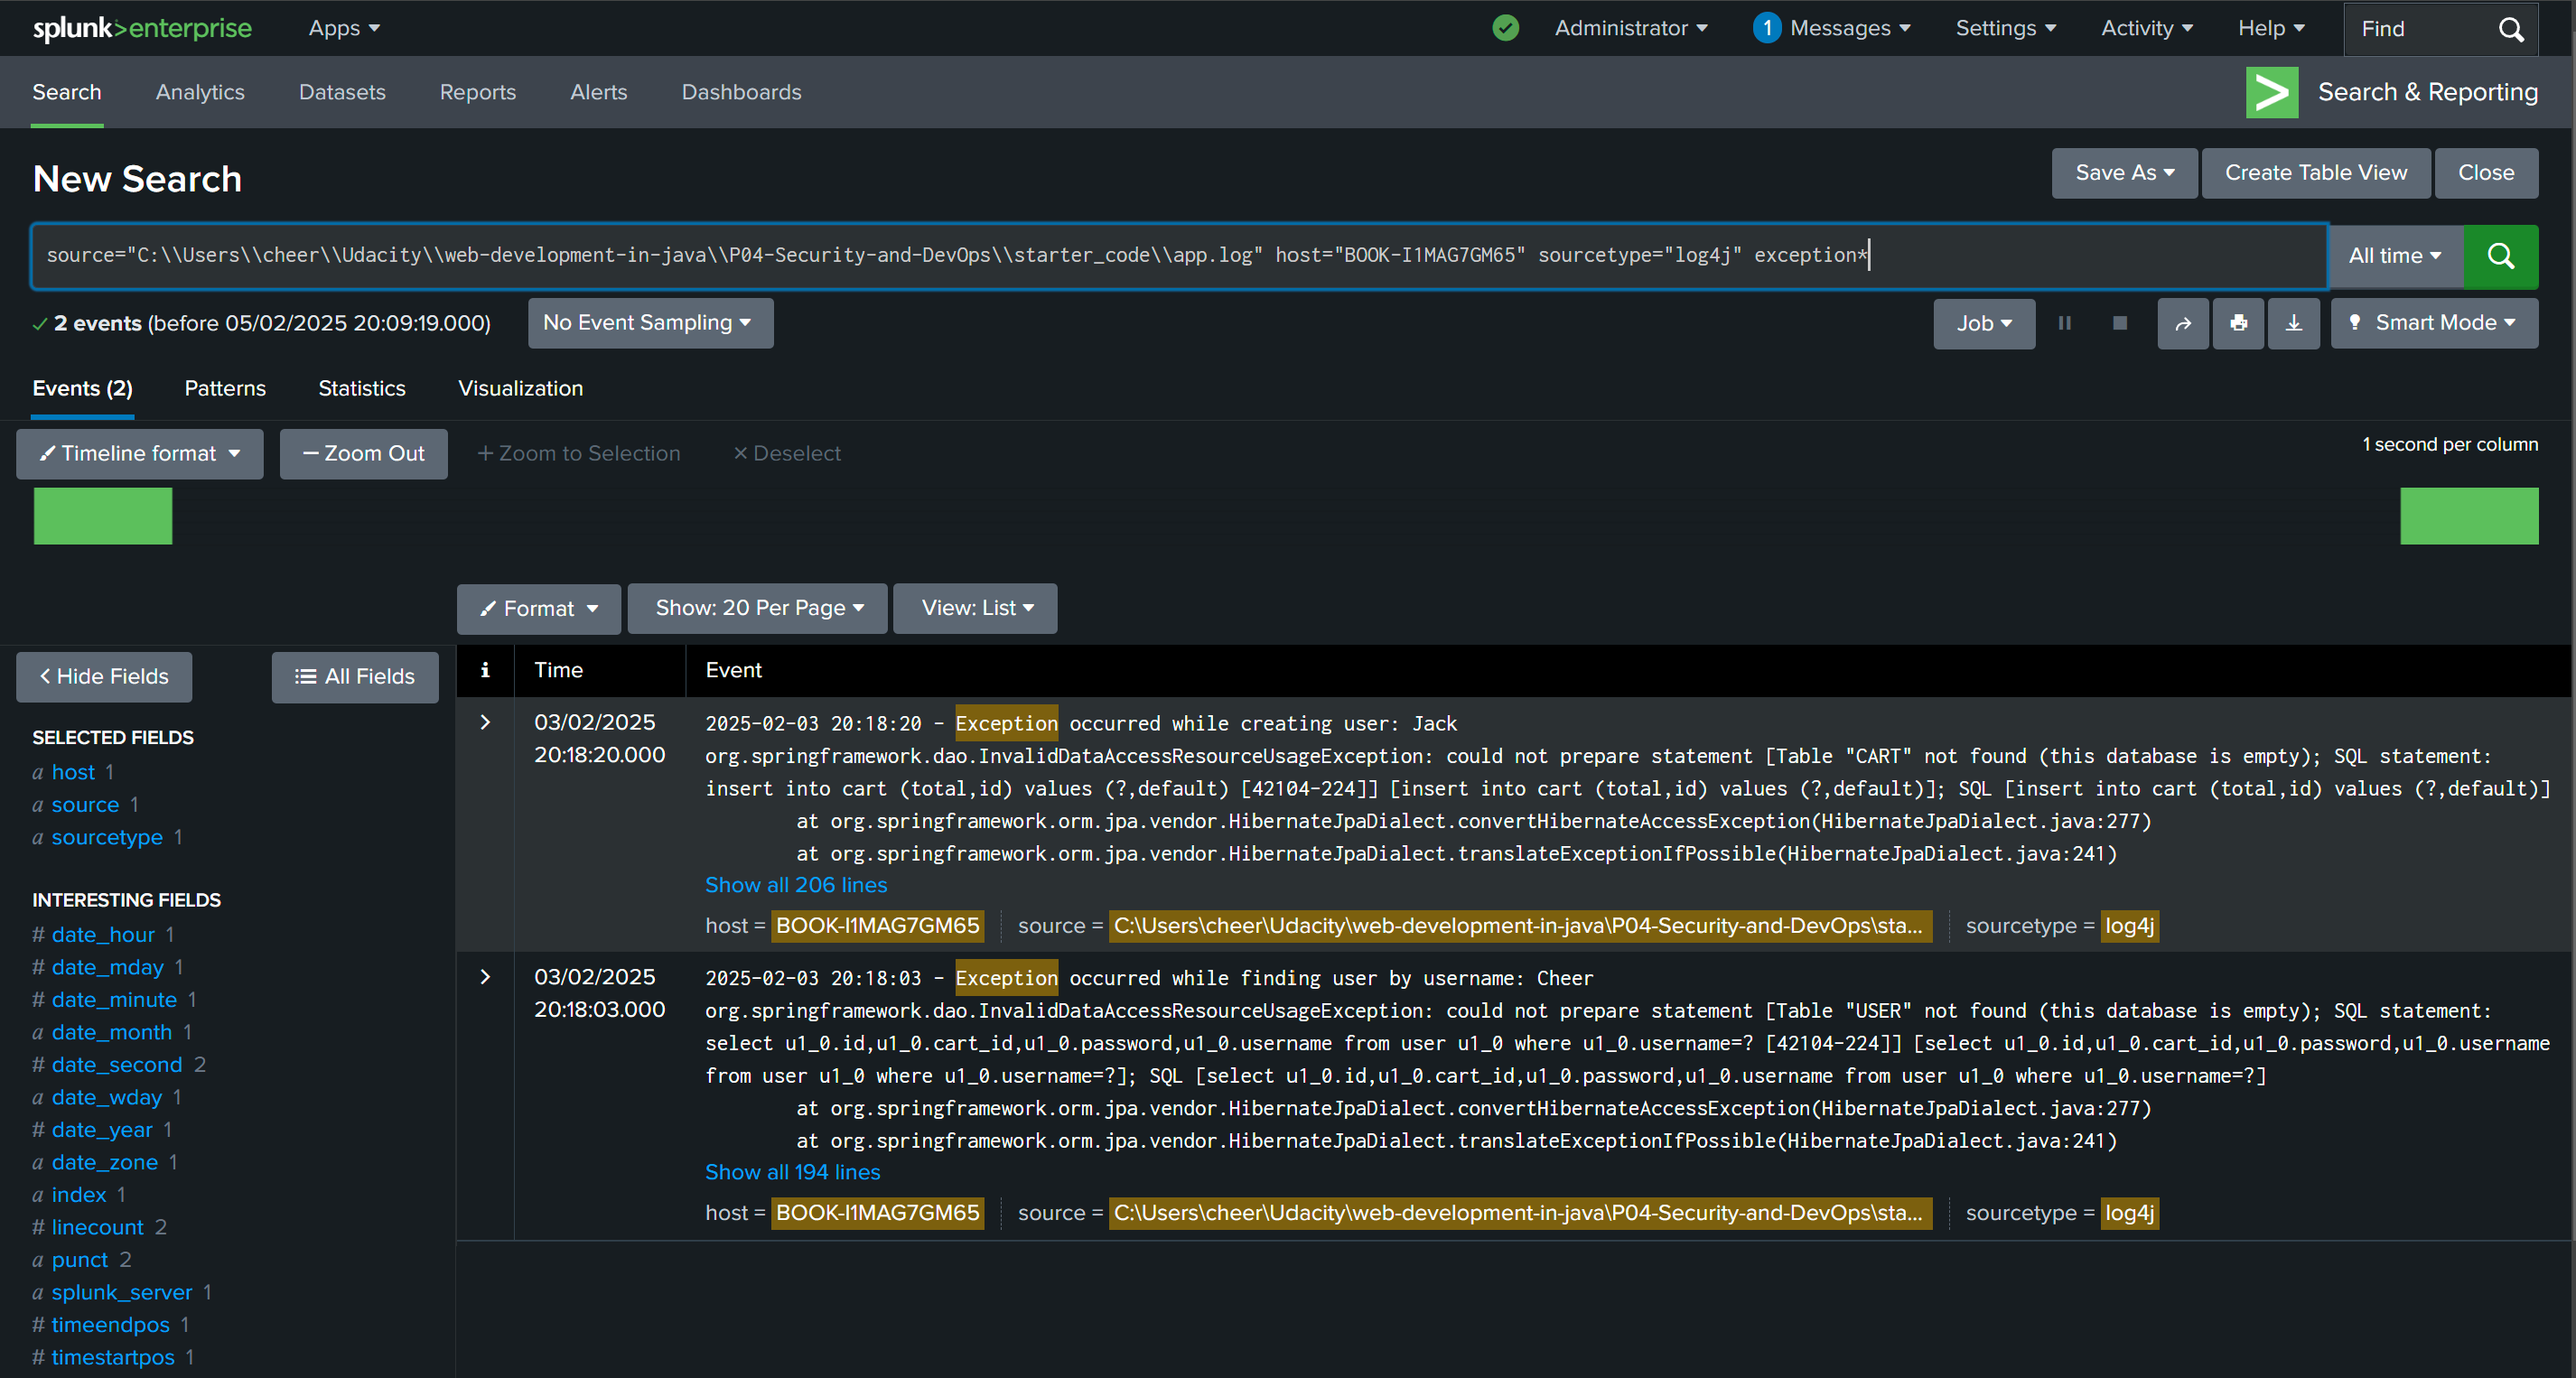 splunk>enterprise Apps Administrator 1 Messages Settings Activity Help Find
Search Analytics Datasets Reports Alerts Dashboards Search & Reporting
New Search Save As Create Table View Close
source="C:\\Users\\cheer\\Udacity\\web-development-in-java\\P04-Security-and-DevOps\\starter_code\\app.log" host="BOOK-I1MAG7GM65" sourcetype="log4j" exception* All time
2 events (before 05/02/2025 20:09:19.000) No Event Sampling Job Smart Mode
Events (2) Patterns Statistics Visualization
Timeline format Zoom Out + Zoom to Selection × Deselect 1 second per column
Format Show: 20 Per Page View: List
Hide Fields All Fields
i Time Event
SELECTED FIELDS
a host 1
a source 1
a sourcetype 1
INTERESTING FIELDS
# date_hour 1
# date_mday 1
# date_minute 1
a date_month 1
# date_second 2
a date_wday 1
# date_year 1
a date_zone 1
a index 1
# linecount 2
a punct 2
a splunk_server 1
# timeendpos 1
# timestartpos 1
03/02/2025
20:18:20.000
2025-02-03 20:18:20 - Exception occurred while creating user: Jack
org.springframework.dao.InvalidDataAccessResourceUsageException: could not prepare statement [Table "CART" not found (this database is empty); SQL statement:
insert into cart (total,id) values (?,default) [42104-224]] [insert into cart (total,id) values (?,default)]; SQL [insert into cart (total,id) values (?,default)]
at org.springframework.orm.jpa.vendor.HibernateJpaDialect.convertHibernateAccessException(HibernateJpaDialect.java:277)
at org.springframework.orm.jpa.vendor.HibernateJpaDialect.translateExceptionIfPossible(HibernateJpaDialect.java:241)
Show all 206 lines
host = BOOK-I1MAG7GM65 source = C:\Users\cheer\Udacity\web-development-in-java\P04-Security-and-DevOps\sta... sourcetype = log4j
03/02/2025
20:18:03.000
2025-02-03 20:18:03 - Exception occurred while finding user by username: Cheer
org.springframework.dao.InvalidDataAccessResourceUsageException: could not prepare statement [Table "USER" not found (this database is empty); SQL statement:
select u1_0.id,u1_0.cart_id,u1_0.password,u1_0.username from user u1_0 where u1_0.username=? [42104-224]] [select u1_0.id,u1_0.cart_id,u1_0.password,u1_0.username
from user u1_0 where u1_0.username=?]; SQL [select u1_0.id,u1_0.cart_id,u1_0.password,u1_0.username from user u1_0 where u1_0.username=?]
at org.springframework.orm.jpa.vendor.HibernateJpaDialect.convertHibernateAccessException(HibernateJpaDialect.java:277)
at org.springframework.orm.jpa.vendor.HibernateJpaDialect.translateExceptionIfPossible(HibernateJpaDialect.java:241)
Show all 194 lines
host = BOOK-I1MAG7GM65 source = C:\Users\cheer\Udacity\web-development-in-java\P04-Security-and-DevOps\sta... sourcetype = log4j